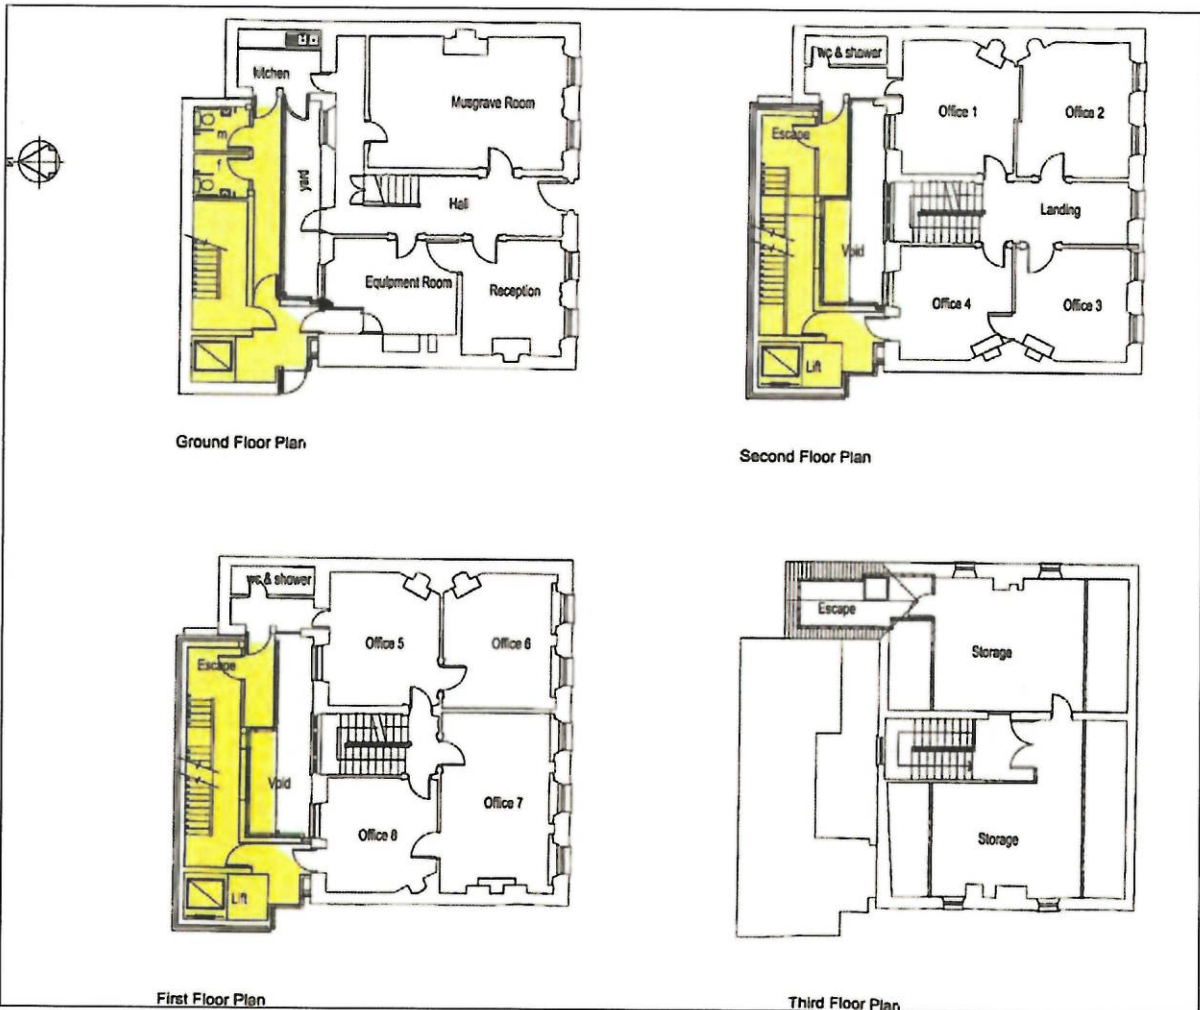 kitchen
Musgrave Room
m
f
yard
Hall
Equipment Room
Reception
Ground Floor Plan
wc & shower
Office 1
Office 2
Escape
Landing
Void
Office 4
Office 3
Lift
Second Floor Plan
wc & shower
Office 5
Office 6
Escape
Void
Office 7
Office 8
Lift
First Floor Plan
Escape
Storage
Storage
Third Floor Plan